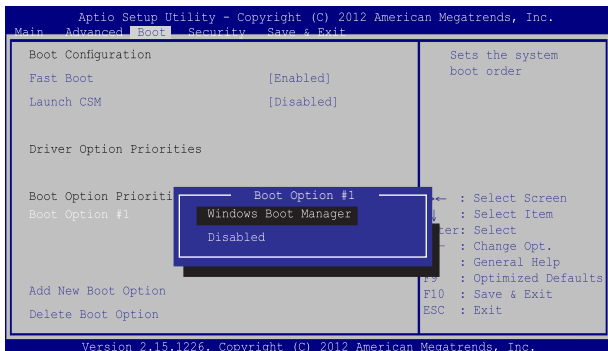 Aptio Setup Utility - Copyright (C) 2012 American Megatrends, Inc.
Main Advanced Boot Security Save & Exit
Boot Configuration
Fast Boot [Enabled]
Launch CSM [Disabled]
Driver Option Priorities
Boot Option Prioriti
Boot Option #1
Add New Boot Option
Delete Boot Option
Boot Option #1
Windows Boot Manager
Disabled
Sets the system
boot order
: Select Screen
: Select Item
: Select
: Change Opt.
: General Help
F9 : Optimized Defaults
F10 : Save & Exit
ESC : Exit
Version 2.15.1226. Copyright (C) 2012 American Megatrends, Inc.